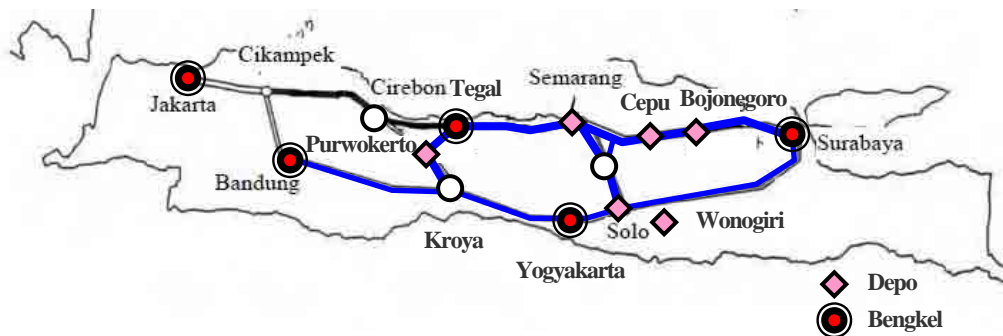 Cikampek
Semarang
Cirebon
Tegal
Cepu
Bojonegoro
Jakarta
Purwokerto
Surabaya
Bandung
Wonogiri
Solo
Kroya
Yogyakarta
Depo
Bengkel